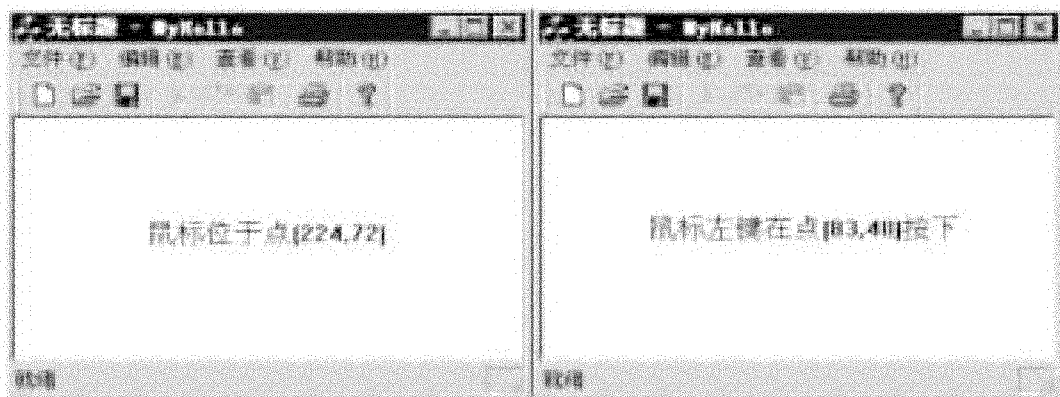 无标题 - MyHello
文件(F) 编辑(E) 查看(V) 帮助(H)
鼠标位于点(224,72)
就绪
无标题 - MyHello
文件(F) 编辑(E) 查看(V) 帮助(H)
鼠标左键在点(83,48)按下
就绪